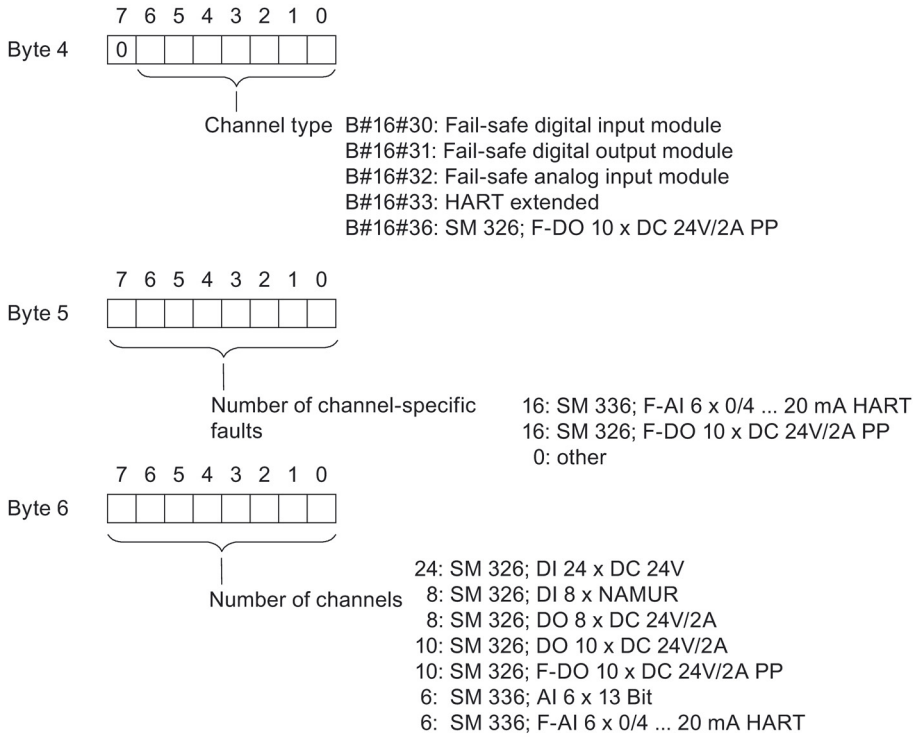 7 6 5 4 3 2 1 0
Byte 4 0
Channel type B#16#30: Fail-safe digital input module
B#16#31: Fail-safe digital output module
B#16#32: Fail-safe analog input module
B#16#33: HART extended
B#16#36: SM 326; F-DO 10 x DC 24V/2A PP
7 6 5 4 3 2 1 0
Byte 5
Number of channel-specific 16: SM 336; F-AI 6 x 0/4 ... 20 mA HART
faults 16: SM 326; F-DO 10 x DC 24V/2A PP
0: other
7 6 5 4 3 2 1 0
Byte 6
24: SM 326; DI 24 x DC 24V
Number of channels 8: SM 326; DI 8 x NAMUR
8: SM 326; DO 8 x DC 24V/2A
10: SM 326; DO 10 x DC 24V/2A
10: SM 326; F-DO 10 x DC 24V/2A PP
6: SM 336; AI 6 x 13 Bit
6: SM 336; F-AI 6 x 0/4 ... 20 mA HART